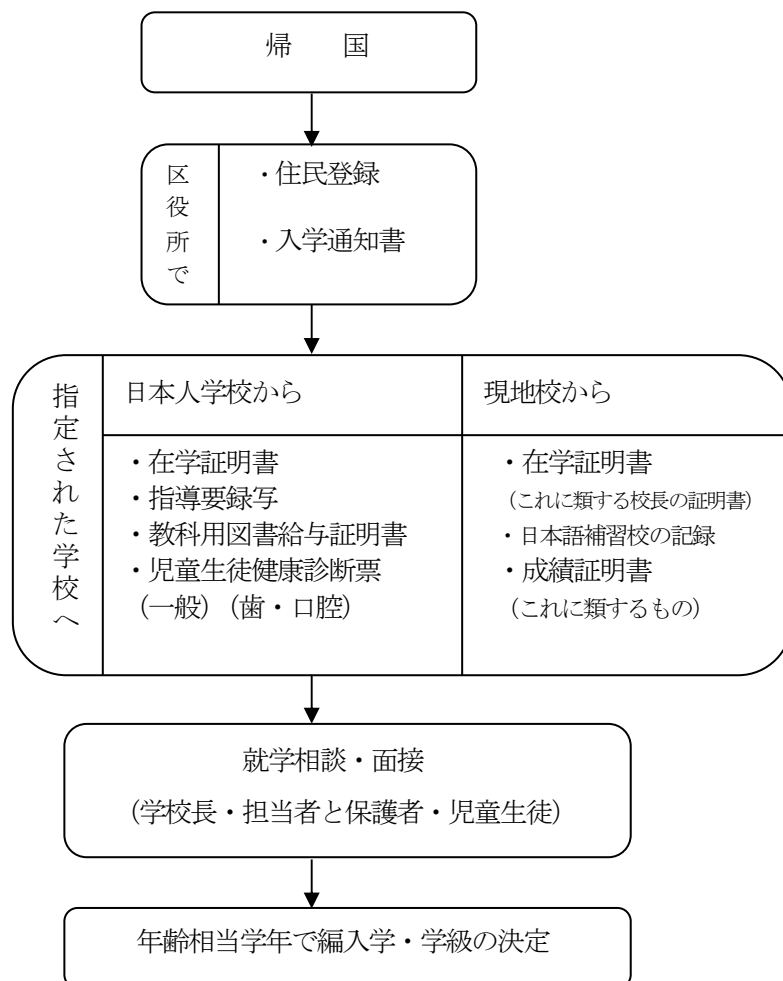 帰　国
区役所で
・住民登録
・入学通知書
指定された学校へ
日本人学校から
・在学証明書
・指導要録写
・教科用図書給与証明書
・児童生徒健康診断票
(一般) (歯・口腔)
現地校から
・在学証明書
(これに類する校長の証明書)
・日本語補習校の記録
・成績証明書
(これに類するもの)
就学相談・面接
(学校長・担当者と保護者・児童生徒)
年齢相当学年で編入学・学級の決定